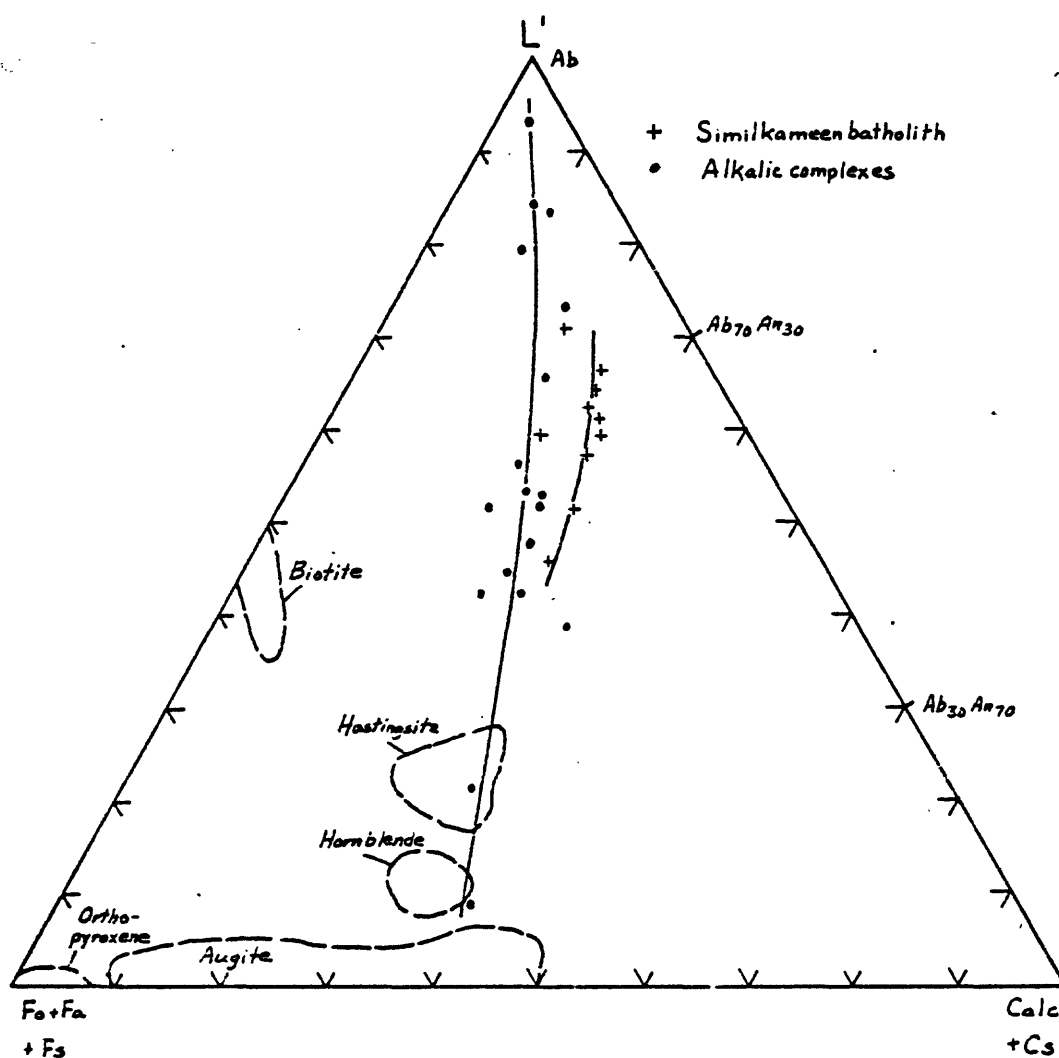 L'
Ab
+ Similkameen batholith
• Alkalic complexes
Ab70 An30
Biotite
Ab30 An70
Hastingsite
Hornblende
Ortho-
pyroxene
Augite
Fo+Fa
+Fs
Calc
+Cs